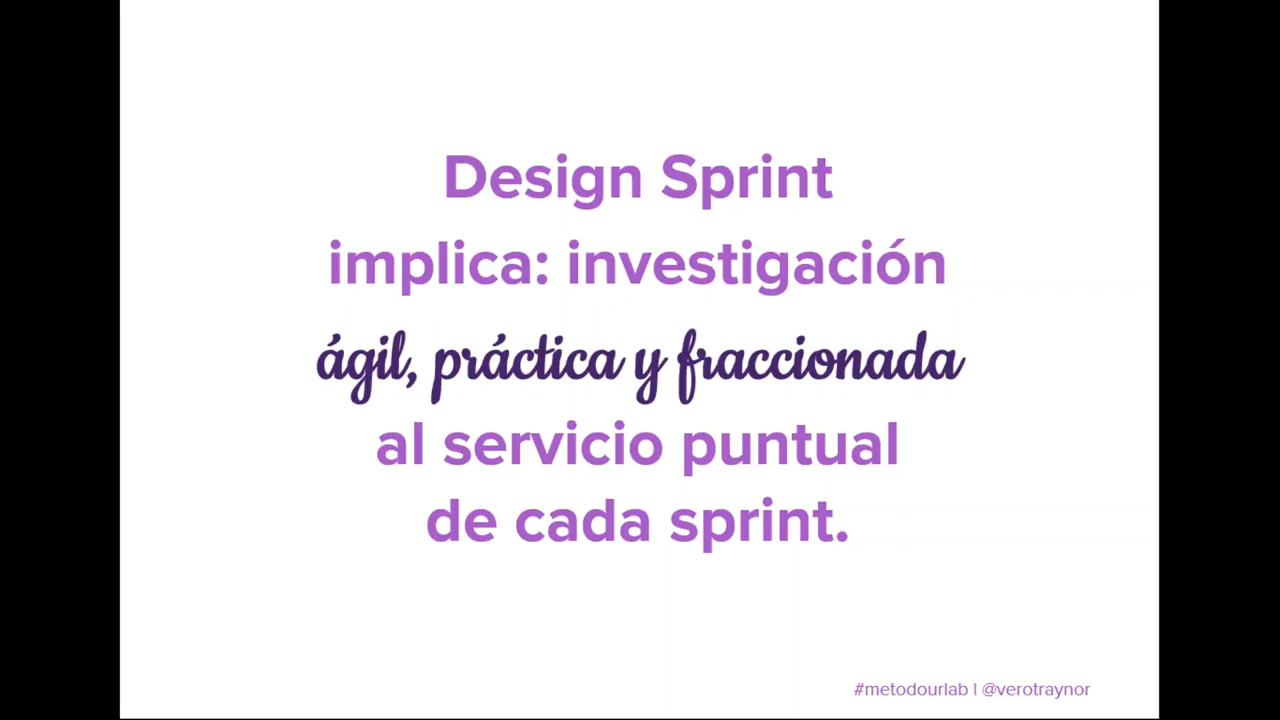 Design Sprint
implica: investigación
ágil, práctica y fraccionada
al servicio puntual
de cada sprint.
#metodourlab | @verotraynor